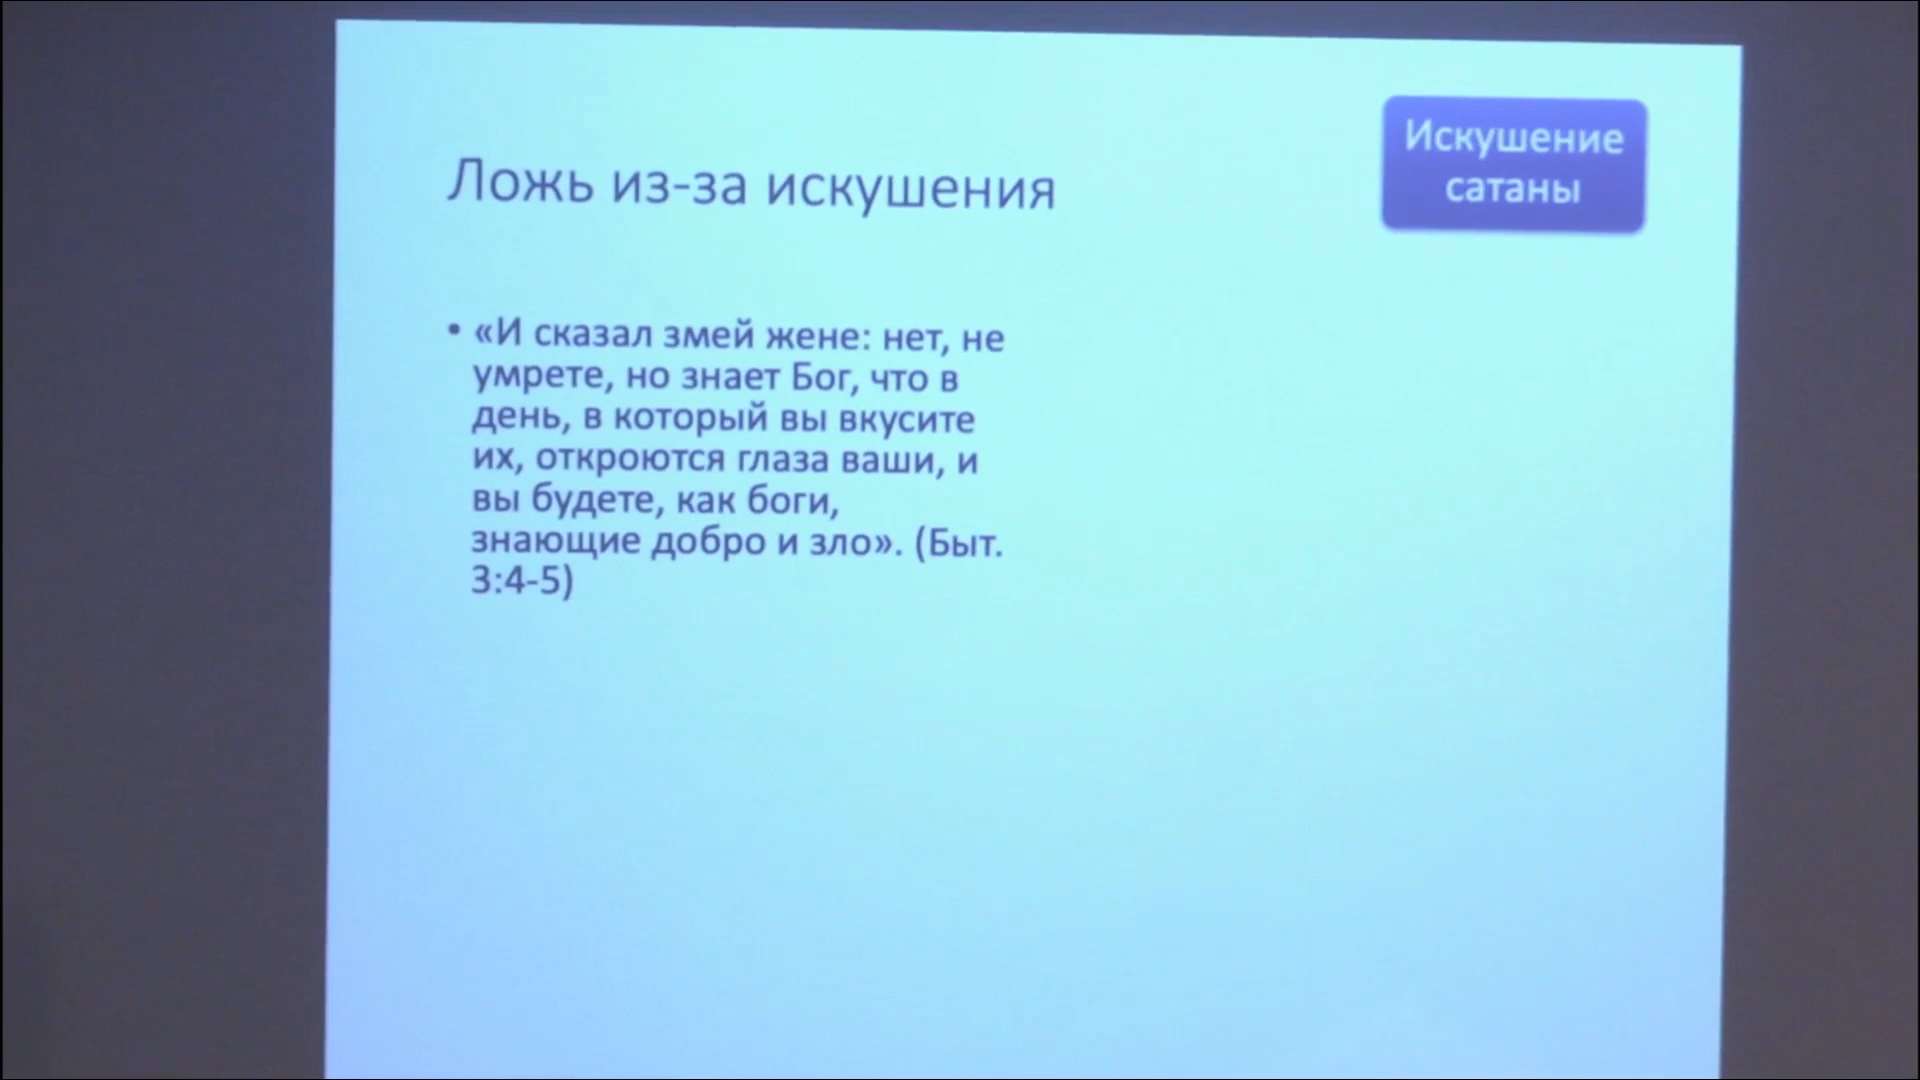 Искушение
сатаны
Ложь из-за искушения
• «И сказал змей жене: нет, не
умрете, но знает Бог, что в
день, в который вы вкусите
их, откроются глаза ваши, и
вы будете, как боги,
знающие добро и зло». (Быт.
3:4-5)